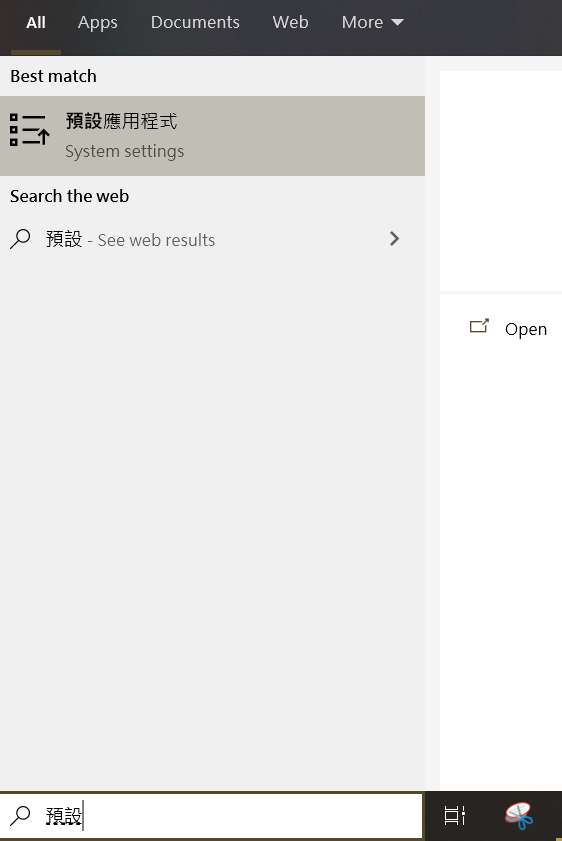 All Apps Documents Web More
Best match
預設應用程式
System settings
Search the web
預設 - See web results
Open
預設